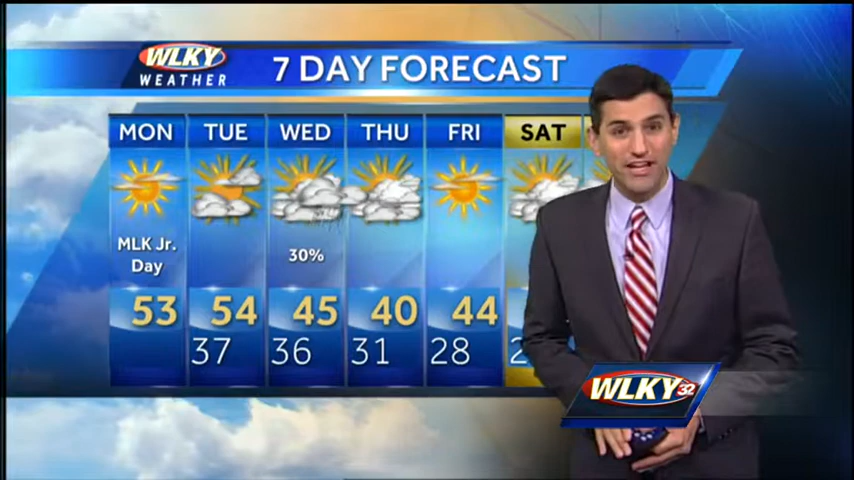 WLKY
WEATHER
7 DAY FORECAST
MON TUE WED THU FRI SAT
MLK Jr.
Day
30%
53 54 45 40 44
37 36 31 28 2
WLKY 32